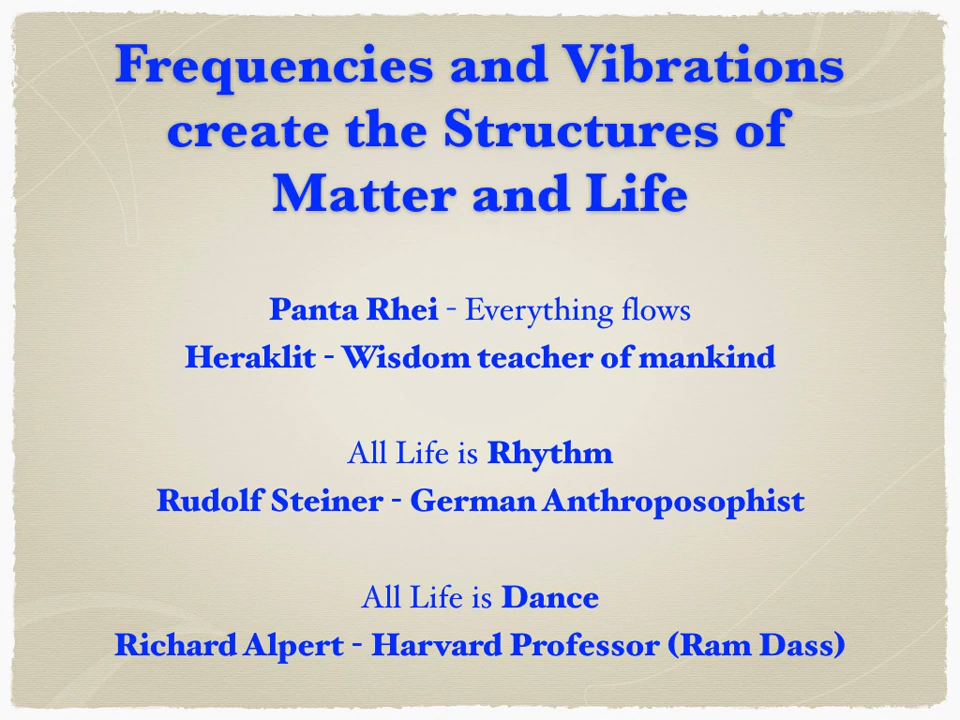 Frequencies and Vibrations
create the Structures of
Matter and Life
Panta Rhei - Everything flows
Heraklit - Wisdom teacher of mankind
All Life is Rhythm
Rudolf Steiner - German Anthroposophist
All Life is Dance
Richard Alpert - Harvard Professor (Ram Dass)